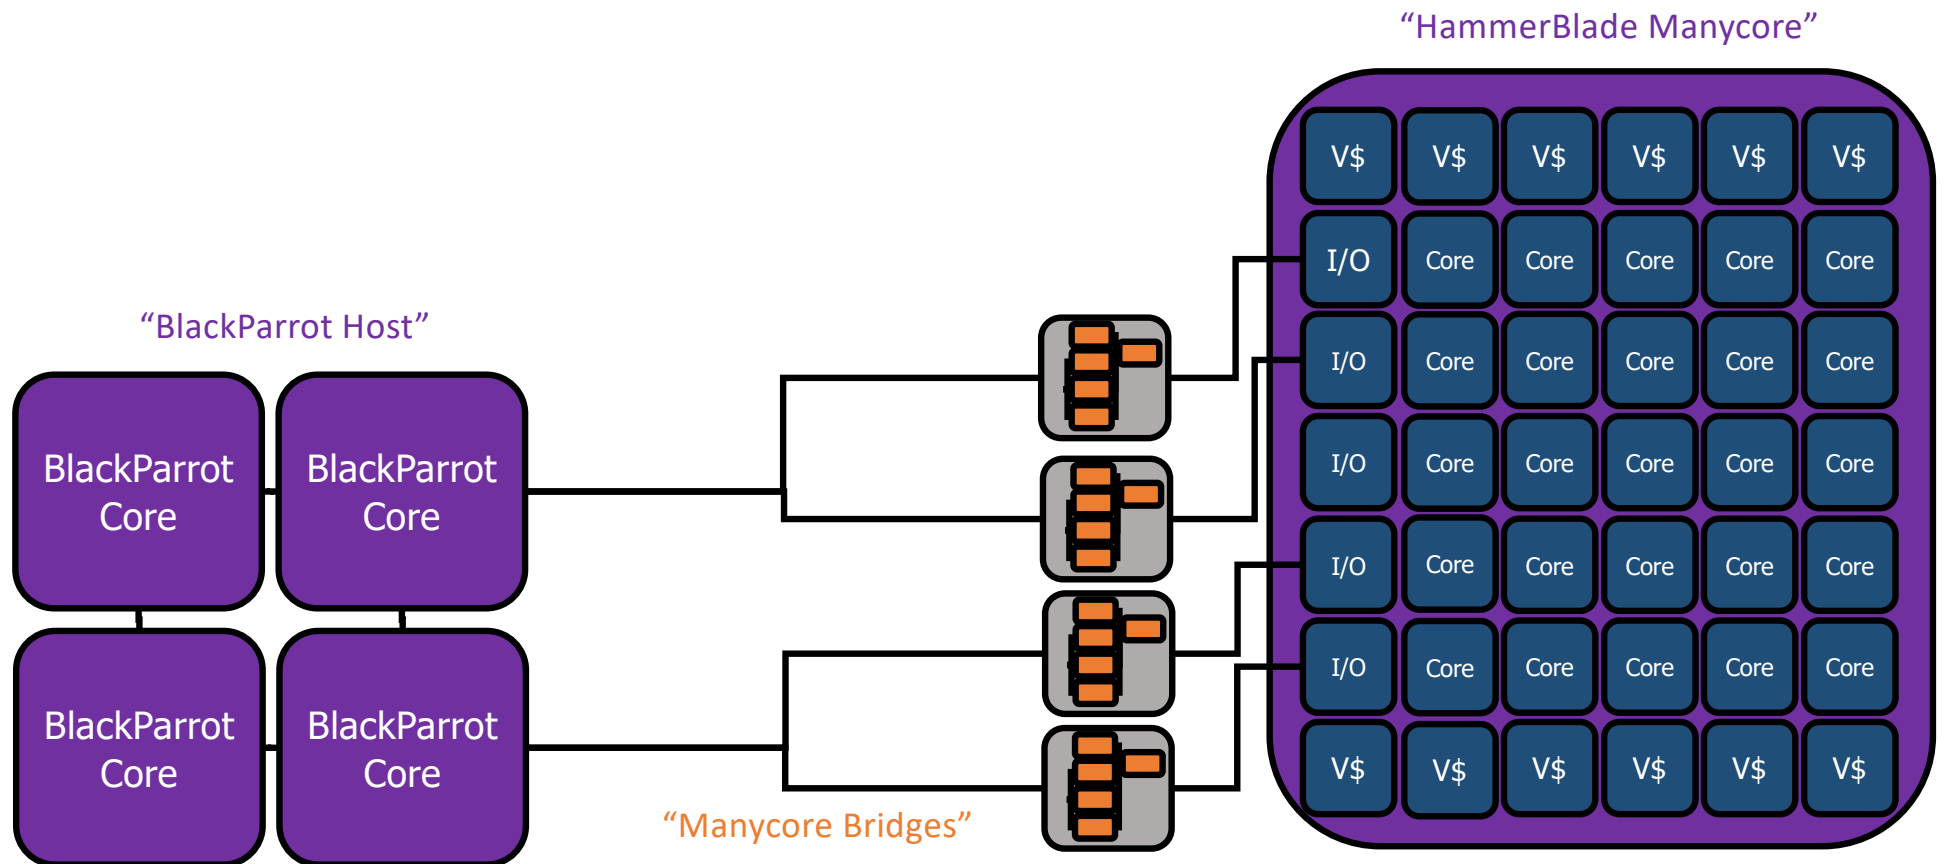 “HammerBlade Manycore”
V$ V$ V$ V$ V$ V$
I/O Core Core Core Core Core
I/O Core Core Core Core Core
I/O Core Core Core Core Core
I/O Core Core Core Core Core
I/O Core Core Core Core Core
V$ V$ V$ V$ V$ V$
“BlackParrot Host”
BlackParrot
Core
BlackParrot
Core
BlackParrot
Core
BlackParrot
Core
“Manycore Bridges”